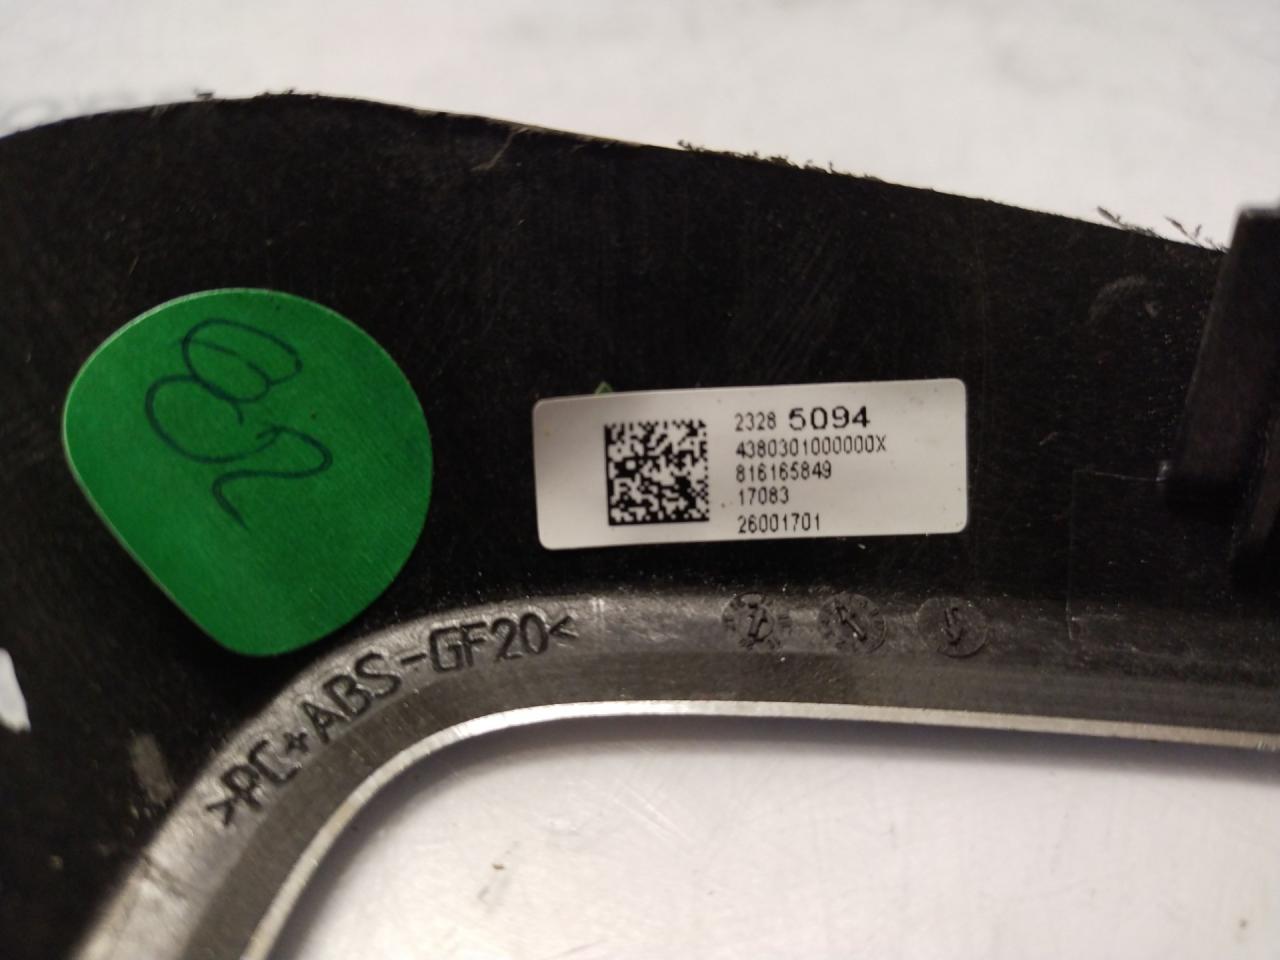 2328 5094
4380301000000X
816165849
17083
26001701
>PC+ABS-GF20<